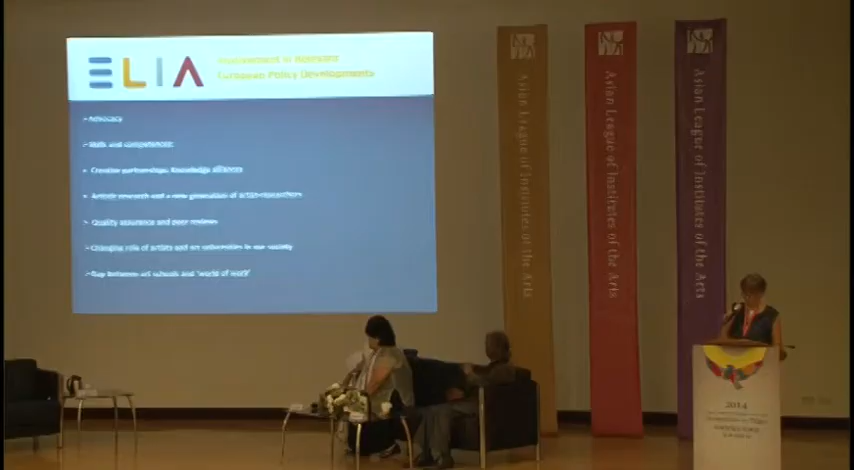 ELIA
Involvement in Relevant
European Policy Developments
Advocacy
Skills and competences
Creative partnerships: Knowledge alliances
Artistic research and a new generation of artist-researchers
Quality assurance and peer reviews
Changing role of artists and art universities in our society
Gap between art schools and 'world of work'
Asian League of Institutes of the Arts
Asian League of Institutes of the Arts
Asian League of Institutes of the Arts
2014